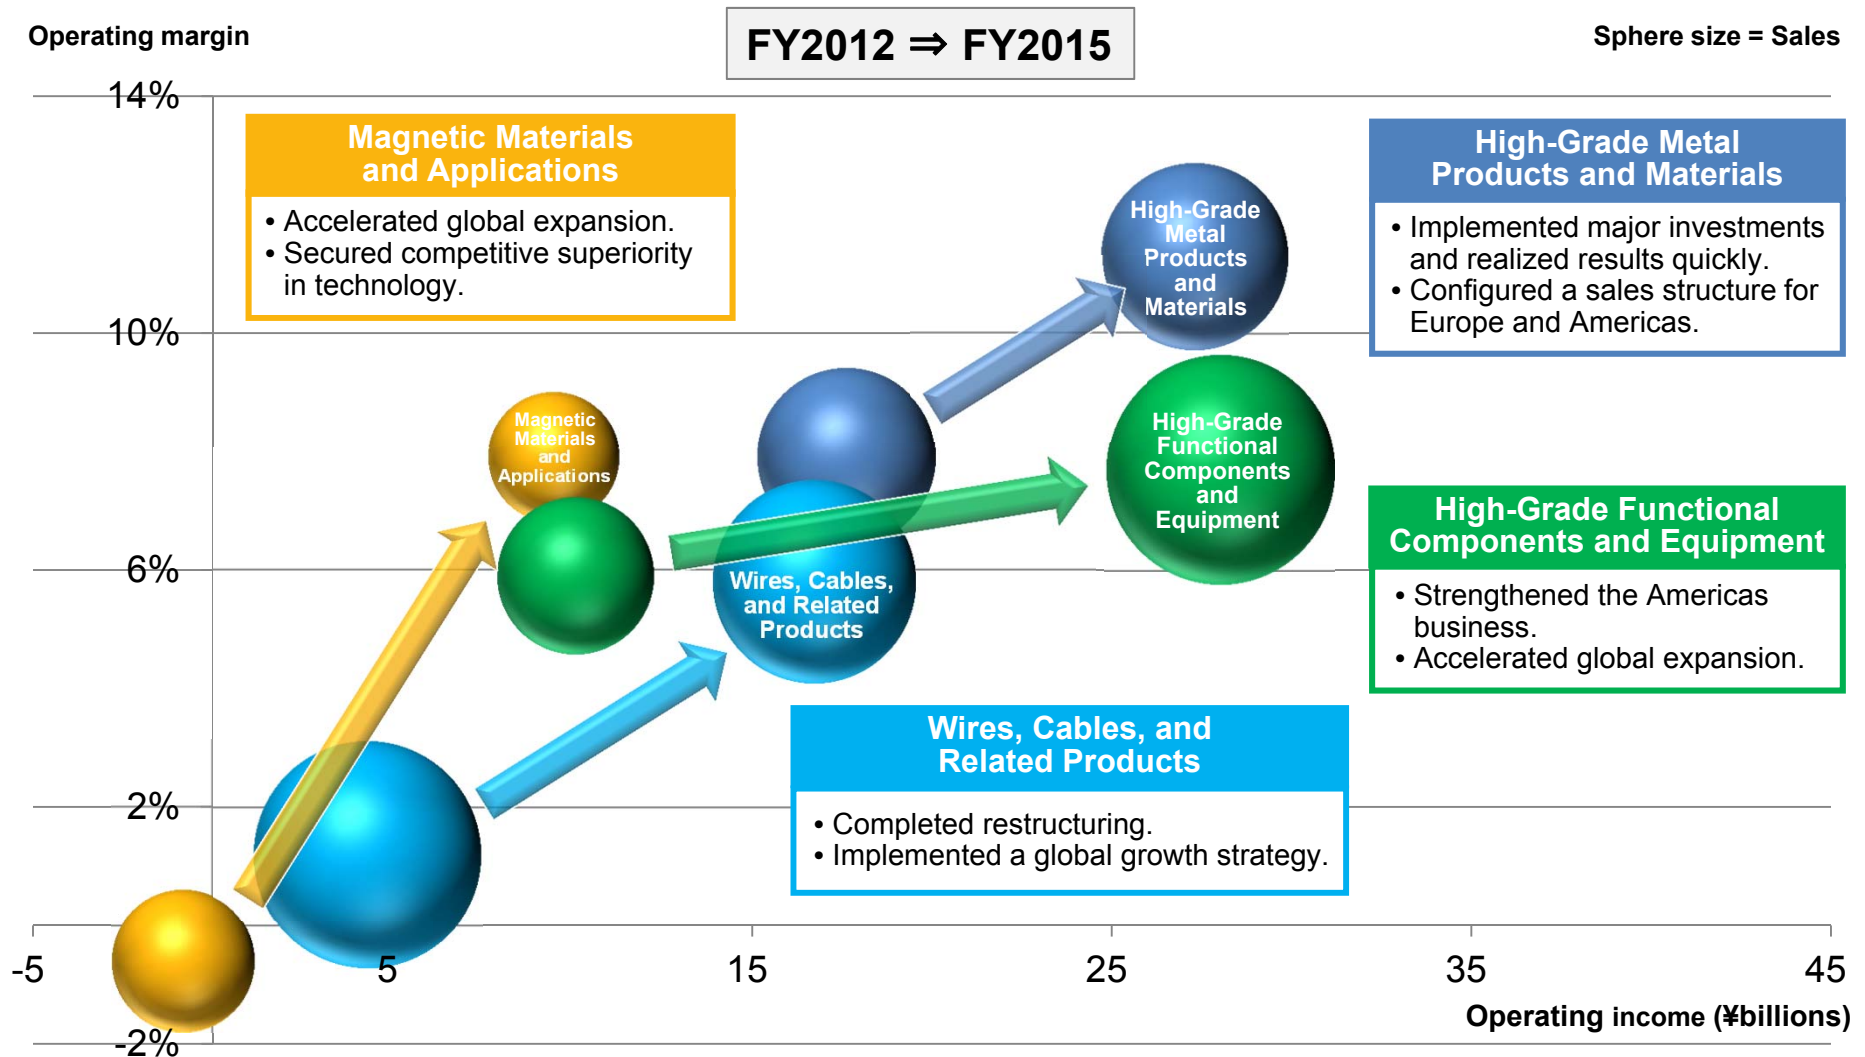 Operating margin
FY2012 ⇒ FY2015
Sphere size = Sales
14%
10%
6%
2%
-2%
Magnetic Materials
and Applications
• Accelerated global expansion.
• Secured competitive superiority
in technology.
High-Grade Metal
Products and Materials
• Implemented major investments
and realized results quickly.
• Configured a sales structure for
Europe and Americas.
High-Grade
Metal
Products
and
Materials
Magnetic
Materials
and
Applications
High-Grade
Functional
Components
and
Equipment
High-Grade Functional
Components and Equipment
• Strengthened the Americas
business.
• Accelerated global expansion.
Wires, Cables,
and Related
Products
Wires, Cables, and
Related Products
• Completed restructuring.
• Implemented a global growth strategy.
-5
5
15
25
35
45
Operating income (¥billions)